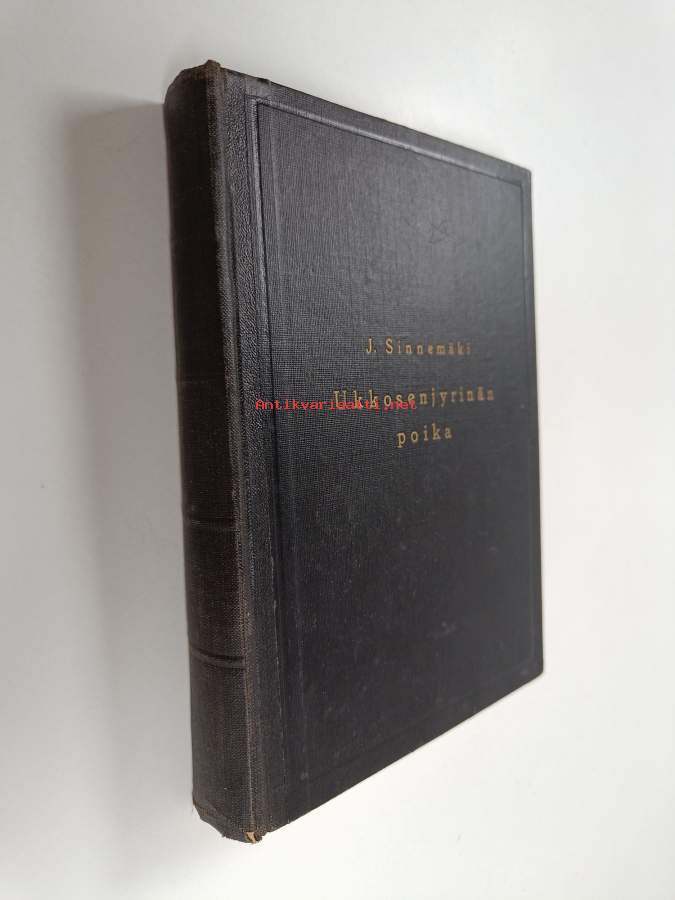 J. Sinnemäki
Ukkosenjyrinän
Antikvariaatti.net
poika